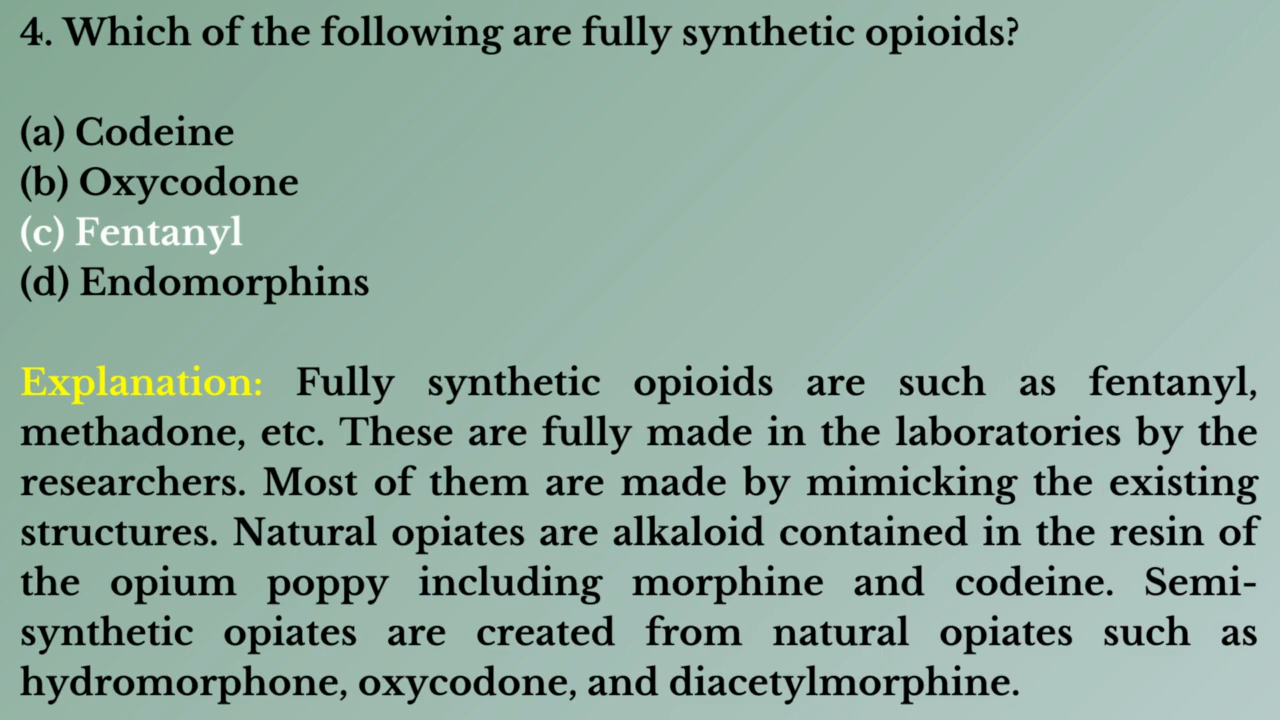 4. Which of the following are fully synthetic opioids?
(a) Codeine
(b) Oxycodone
(c) Fentanyl
(d) Endomorphins
Explanation: Fully synthetic opioids are such as fentanyl,
methadone, etc. These are fully made in the laboratories by the
researchers. Most of them are made by mimicking the existing
structures. Natural opiates are alkaloid contained in the resin of
the opium poppy including morphine and codeine. Semi-
synthetic opiates are created from natural opiates such as
hydromorphone, oxycodone, and diacetylmorphine.